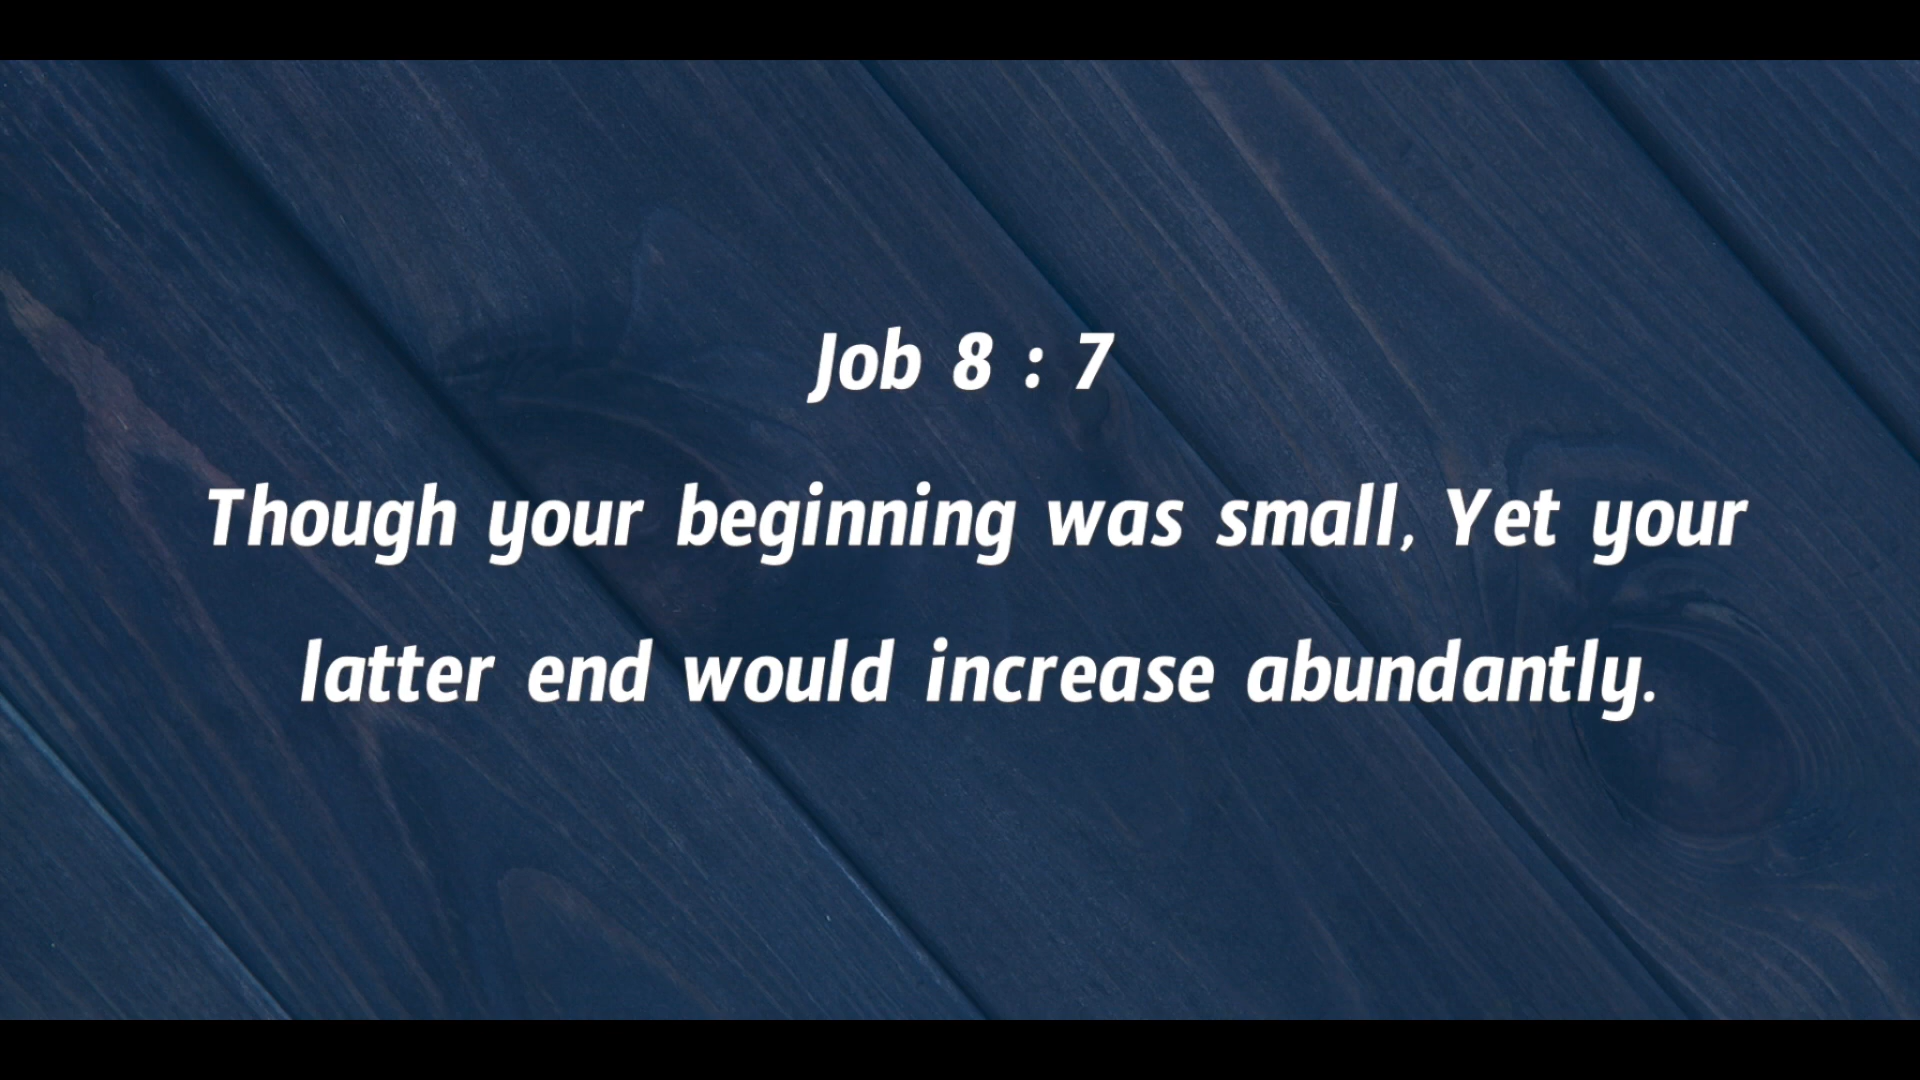 Job 8 : 7
Though your beginning was small, Yet your
latter end would increase abundantly.